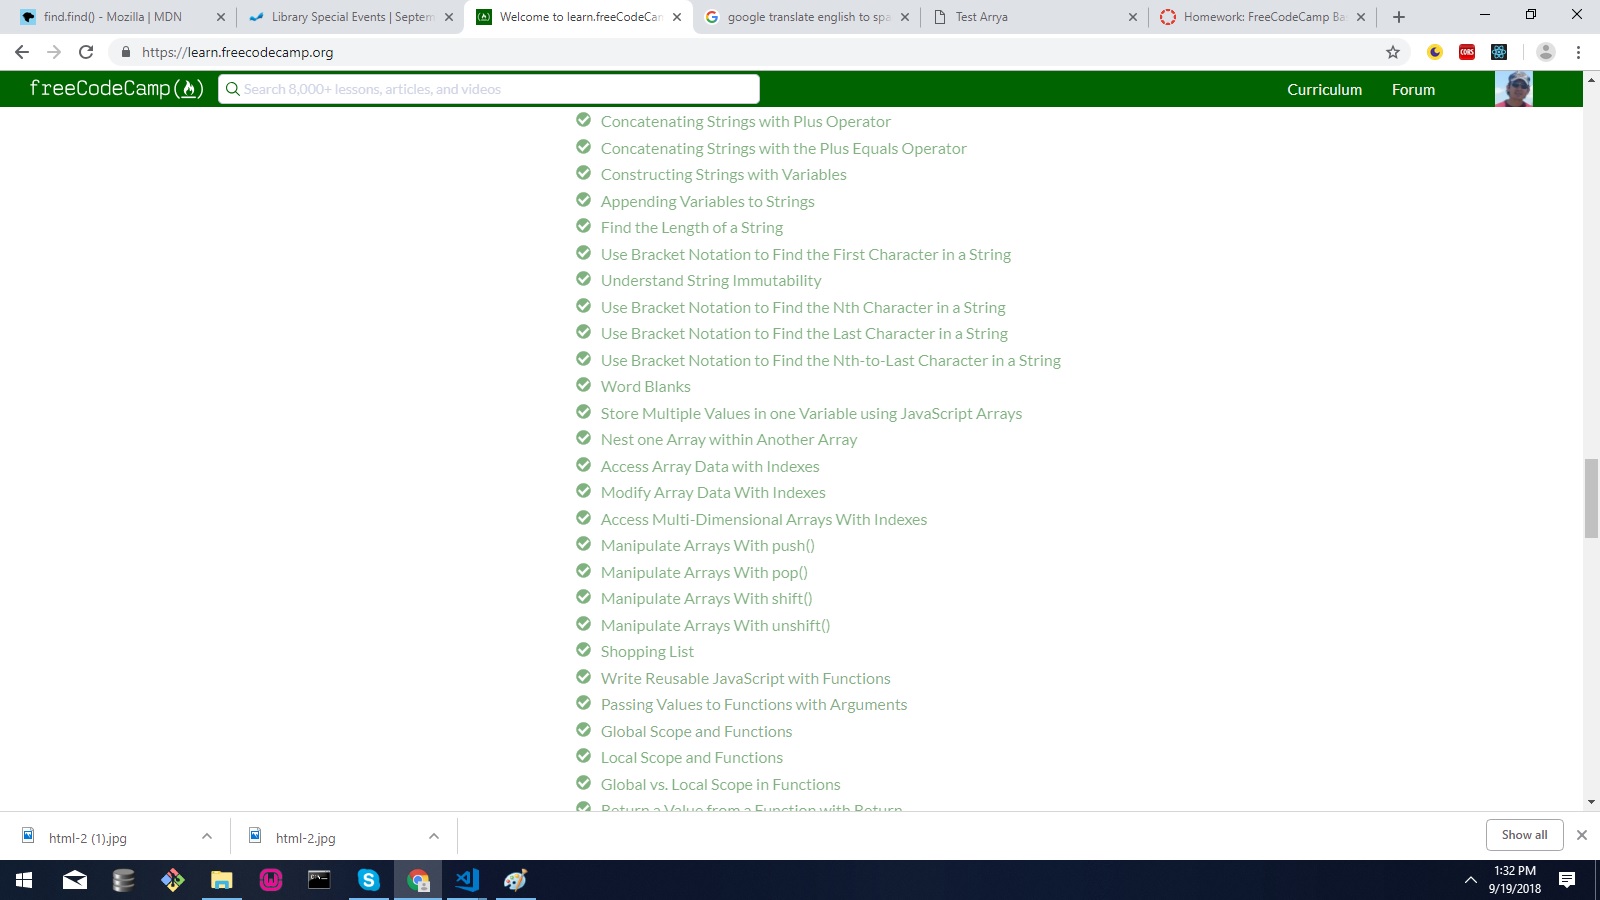 find.find() - Mozilla | MDN
Library Special Events | Septem
Welcome to learn.freeCodeCam
google translate english to spa
Test Arrya
Homework: FreeCodeCamp Ba
https://learn.freecodecamp.org
CORS
freeCodeCamp
Search 8,000+ lessons, articles, and videos
Curriculum
Forum
Concatenating Strings with Plus Operator
Concatenating Strings with the Plus Equals Operator
Constructing Strings with Variables
Appending Variables to Strings
Find the Length of a String
Use Bracket Notation to Find the First Character in a String
Understand String Immutability
Use Bracket Notation to Find the Nth Character in a String
Use Bracket Notation to Find the Last Character in a String
Use Bracket Notation to Find the Nth-to-Last Character in a String
Word Blanks
Store Multiple Values in one Variable using JavaScript Arrays
Nest one Array within Another Array
Access Array Data with Indexes
Modify Array Data With Indexes
Access Multi-Dimensional Arrays With Indexes
Manipulate Arrays With push()
Manipulate Arrays With pop()
Manipulate Arrays With shift()
Manipulate Arrays With unshift()
Shopping List
Write Reusable JavaScript with Functions
Passing Values to Functions with Arguments
Global Scope and Functions
Local Scope and Functions
Global vs. Local Scope in Functions
Return a Value from a Function with Return
html-2 (1).jpg
html-2.jpg
Show all
1:32 PM
9/19/2018